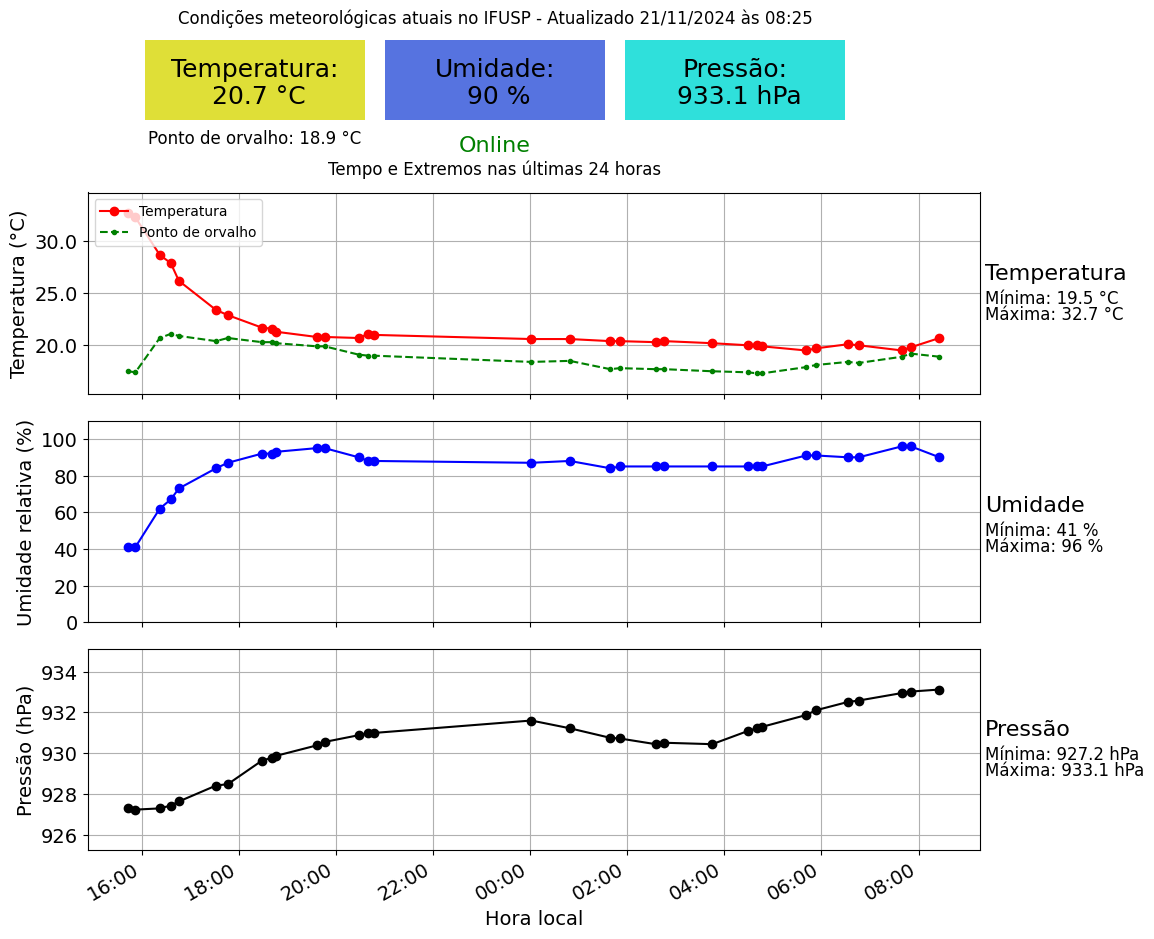 Condições meteorológicas atuais no IFUSP - Atualizado 21/11/2024 às 08:25
Temperatura:
20.7 °C
Umidade:
90 %
Pressão:
933.1 hPa
Ponto de orvalho: 18.9 °C
Online
Tempo e Extremos nas últimas 24 horas
Temperatura (°C)
30.0
25.0
20.0
Temperatura
Ponto de orvalho
Temperatura
Mínima: 19.5 °C
Máxima: 32.7 °C
Umidade relativa (%)
100
80
60
40
20
0
Umidade
Mínima: 41 %
Máxima: 96 %
Pressão (hPa)
934
932
930
928
926
Pressão
Mínima: 927.2 hPa
Máxima: 933.1 hPa
16:00
18:00
20:00
22:00
00:00
02:00
04:00
06:00
08:00
Hora local